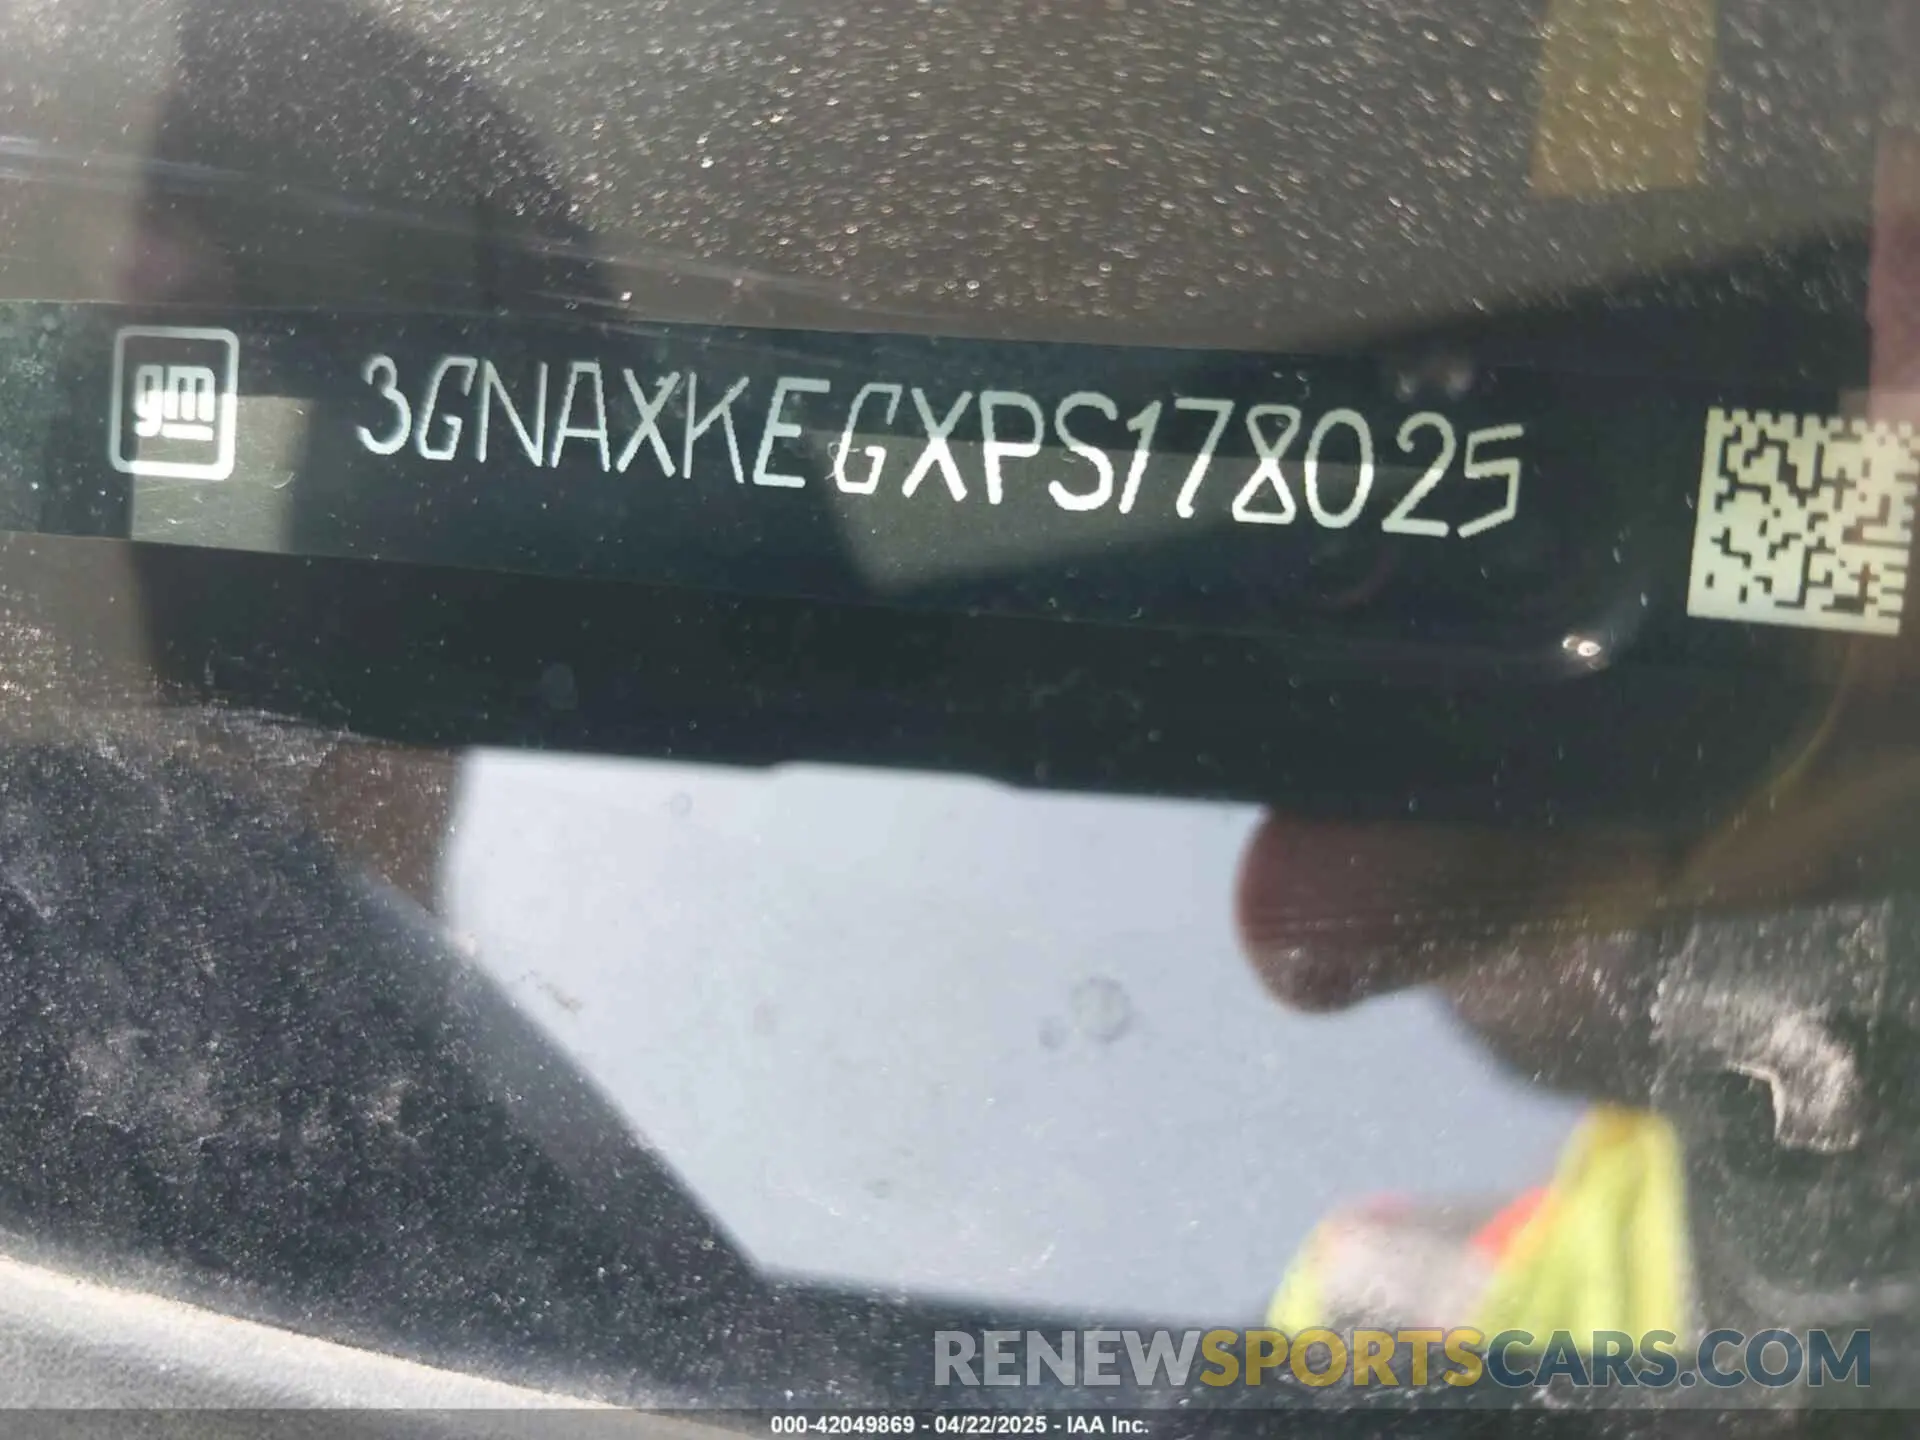 gm 3GNAXKEGXPS178025
RENEWSPORTSCARS.COM
000-42049869 - 04/22/2025 - IAA Inc.